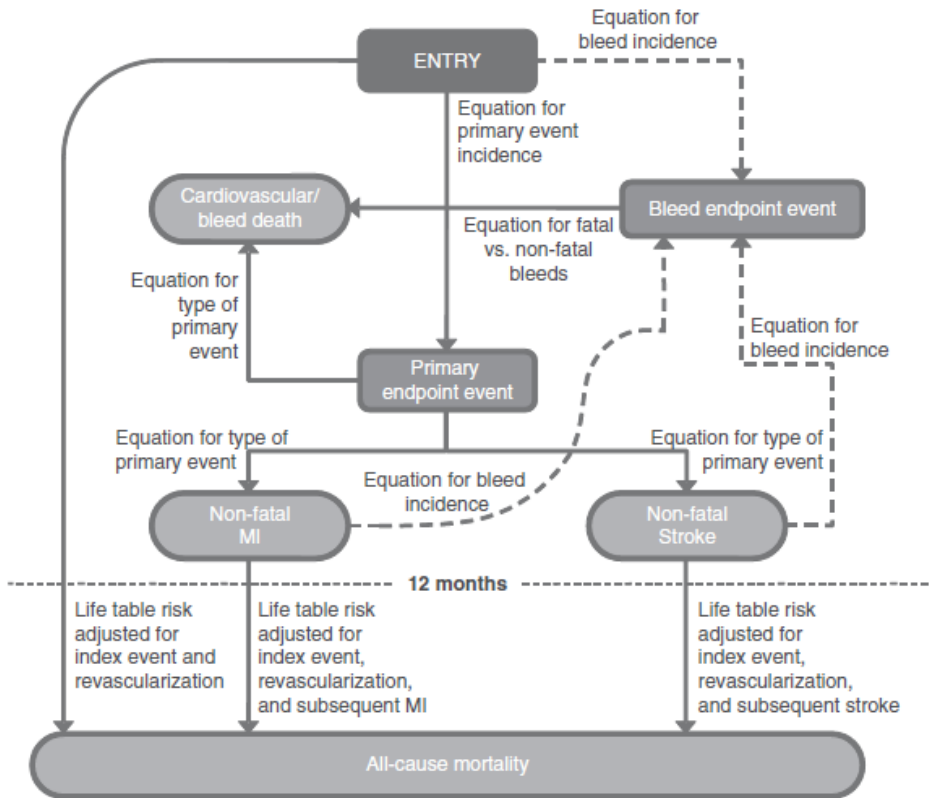 Equation for
bleed incidence
ENTRY
Equation for
primary event
incidence
Cardiovascular/
bleed death
Bleed endpoint event
Equation for fatal
vs. non-fatal
bleeds
Equation for
type of
primary
event
Equation for
bleed incidence
Primary
endpoint event
Equation for type of
primary event
Equation for bleed
incidence
Equation for type of
primary event
Non-fatal
MI
Non-fatal
Stroke
12 months
Life table risk
adjusted for
index event and
revascularization
Life table risk
adjusted for
index event,
revascularization,
and subsequent MI
Life table risk
adjusted for
index event,
revascularization,
and subsequent stroke
All-cause mortality